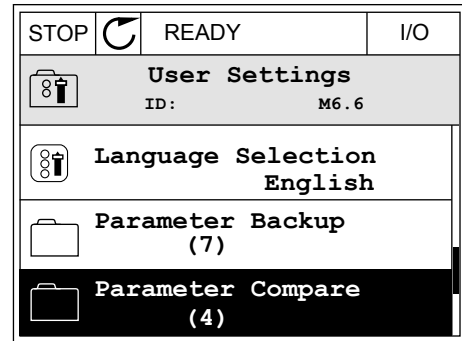 STOP READY I/O
User Settings
ID: M6.6
Language Selection
English
Parameter Backup
(7)
Parameter Compare
(4)